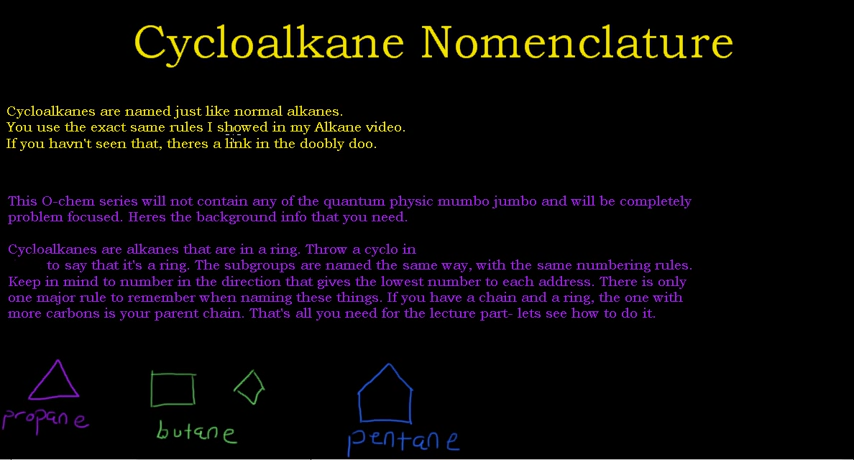 Cycloalkane Nomenclature
Cycloalkanes are named just like normal alkanes.
You use the exact same rules I showed in my Alkane video.
If you havn't seen that, theres a link in the doobly doo.
This O-chem series will not contain any of the quantum physic mumbo jumbo and will be completely
problem focused. Heres the background info that you need.
Cycloalkanes are alkanes that are in a ring. Throw a cyclo in
to say that it's a ring. The subgroups are named the same way, with the same numbering rules.
Keep in mind to number in the direction that gives the lowest number to each address. There is only
one major rule to remember when naming these things. If you have a chain and a ring, the one with
more carbons is your parent chain. That's all you need for the lecture part- lets see how to do it.
propane
butane
pentane